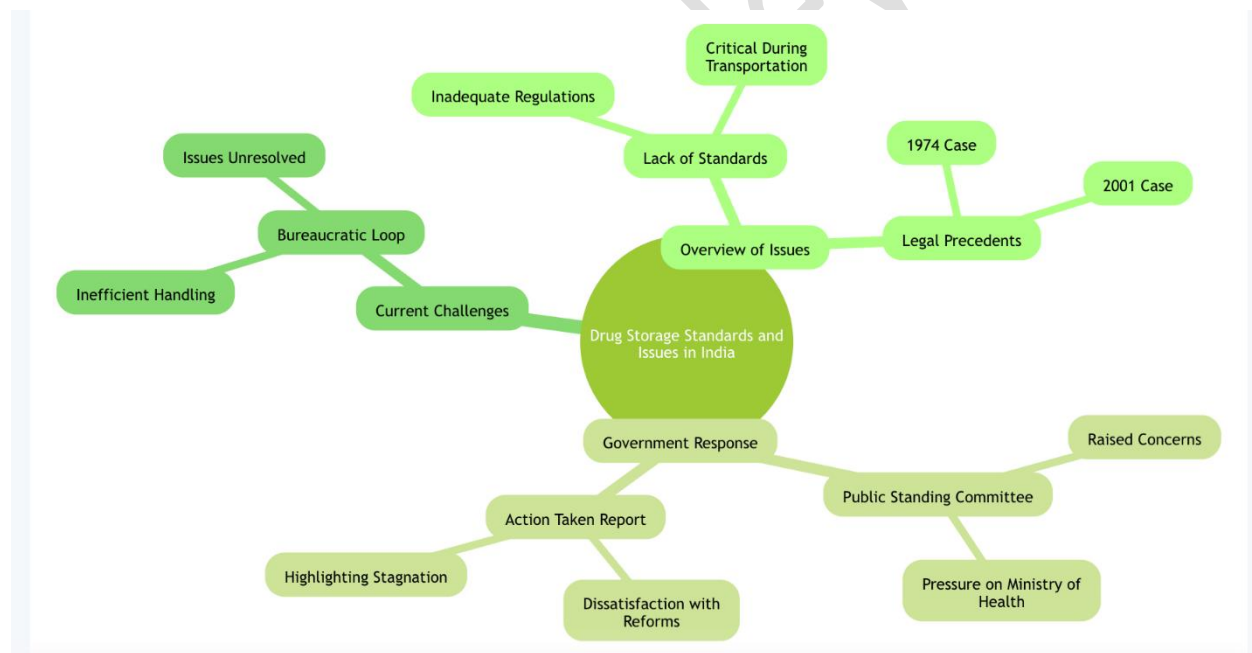 Critical During
Transportation
Inadequate Regulations
Lack of Standards
1974 Case
2001 Case
Issues Unresolved
Bureaucratic Loop
Overview of Issues
Legal Precedents
Inefficient Handling
Current Challenges
Drug Storage Standards and
Issues in India
Government Response
Raised Concerns
Public Standing Committee
Action Taken Report
Highlighting Stagnation
Dissatisfaction with
Reforms
Pressure on Ministry of
Health